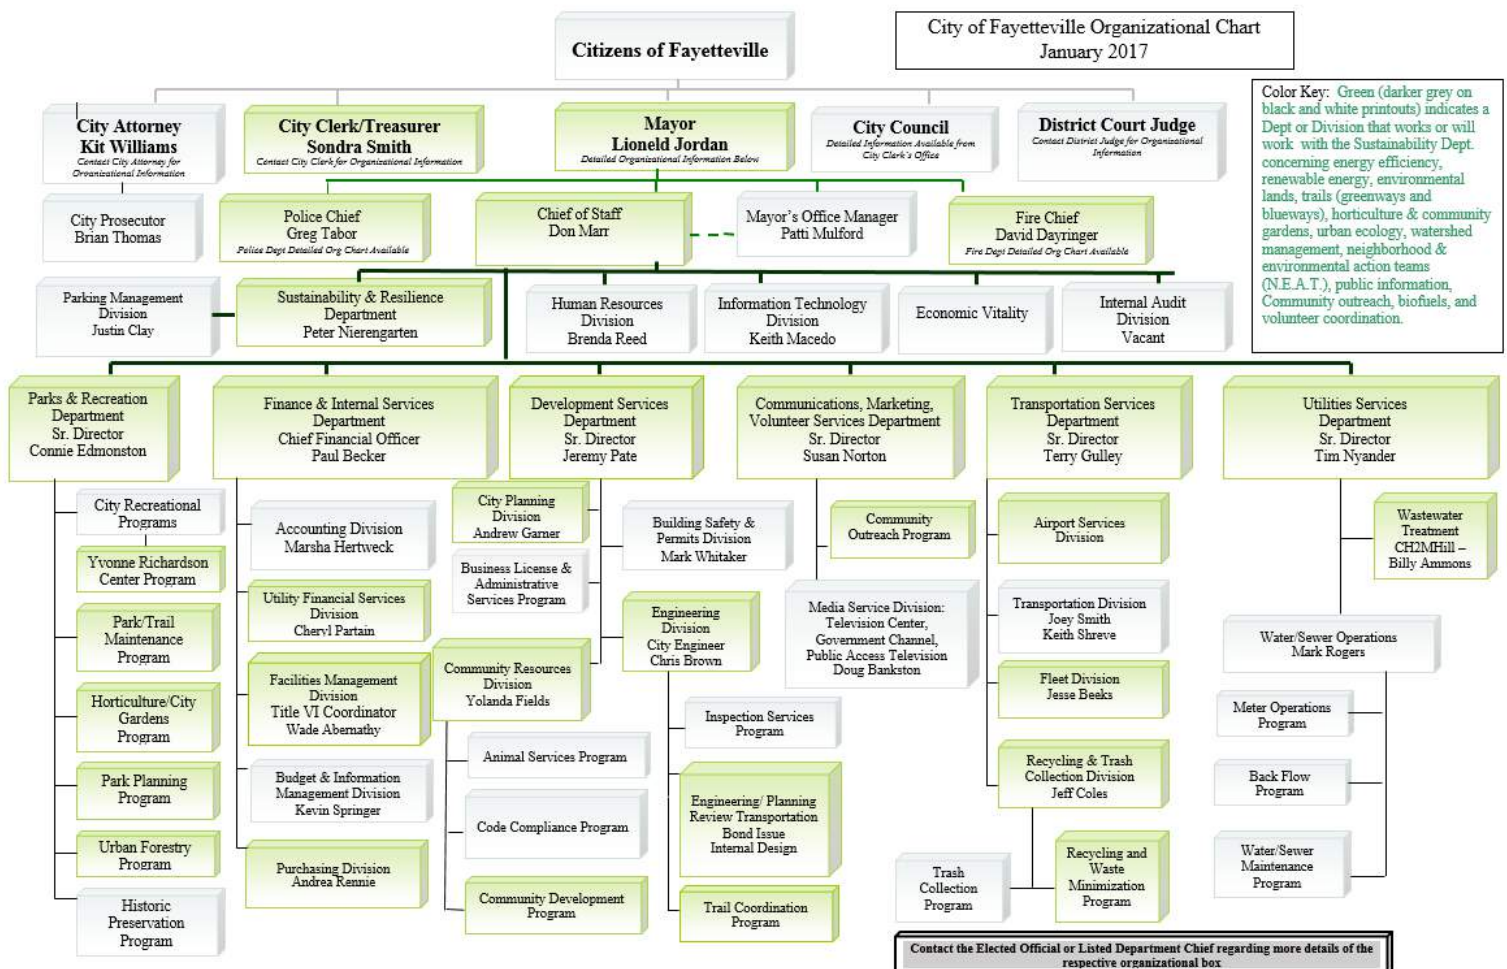 City of Fayetteville Organizational Chart
January 2017
Citizens of Fayetteville
Color Key: Green (darker grey on
black and white printouts) indicates a
Dept or Division that works or will
work with the Sustainability Dept.
concerning energy efficiency,
renewable energy, environmental
lands, trails (greenways and
blueways), horticulture & community
gardens, urban ecology, watershed
management, neighborhood &
environmental action teams
(N.E.A.T.), public information,
Community outreach, biofuels, and
volunteer coordination.
City Attorney
Kit Williams
Contact City Attorney for
Organizational Information
City Clerk/Treasurer
Sondra Smith
Contact City Clerk for Organizational Information
Mayor
Lioneld Jordan
Detailed Organizational Information Below
City Council
Detailed Information Available from
City Clerk's Office
District Court Judge
Contact District Judge for Organizational
Information
City Prosecutor
Brian Thomas
Police Chief
Greg Tabor
Police Dept Detailed Org Chart Available
Chief of Staff
Don Marr
Mayor's Office Manager
Patti Mulford
Fire Chief
David Dayringer
Fire Dept Detailed Org Chart Available
Parking Management
Division
Justin Clay
Sustainability & Resilience
Department
Peter Nierengarten
Human Resources
Division
Brenda Reed
Information Technology
Division
Keith Macedo
Economic Vitality
Internal Audit
Division
Vacant
Parks & Recreation
Department
Sr. Director
Connie Edmonston
Finance & Internal Services
Department
Chief Financial Officer
Paul Becker
Development Services
Department
Sr. Director
Jeremy Pate
Communications, Marketing,
Volunteer Services Department
Sr. Director
Susan Norton
Transportation Services
Department
Sr. Director
Terry Gulley
Utilities Services
Department
Sr. Director
Tim Nyander
City Recreational
Programs
Yvonne Richardson
Center Program
Park/Trail
Maintenance
Program
Horticulture/City
Gardens
Program
Park Planning
Program
Urban Forestry
Program
Historic
Preservation
Program
Accounting Division
Marsha Hertweck
Utility Financial Services
Division
Cheryl Partain
Facilities Management
Division
Title VI Coordinator
Wade Abernathy
Budget & Information
Management Division
Kevin Springer
Purchasing Division
Andrea Rennie
City Planning
Division
Andrew Garner
Business License &
Administrative
Services Program
Community Resources
Division
Yolanda Fields
Animal Services Program
Code Compliance Program
Community Development
Program
Building Safety &
Permits Division
Mark Whitaker
Engineering
Division
City Engineer
Chris Brown
Inspection Services
Program
Engineering/ Planning
Review Transportation
Bond Issue
Internal Design
Trail Coordination
Program
Community
Outreach Program
Media Service Division:
Television Center,
Government Channel,
Public Access Television
Doug Bankston
Airport Services
Division
Transportation Division
Joey Smith
Keith Shreve
Fleet Division
Jesse Beeks
Recycling & Trash
Collection Division
Jeff Coles
Trash
Collection
Program
Recycling and
Waste
Minimization
Program
Wastewater
Treatment
CH2MHill –
Billy Ammons
Water/Sewer Operations
Mark Rogers
Meter Operations
Program
Back Flow
Program
Water/Sewer
Maintenance
Program
Contact the Elected Official or Listed Department Chief regarding more details of the
respective organizational box